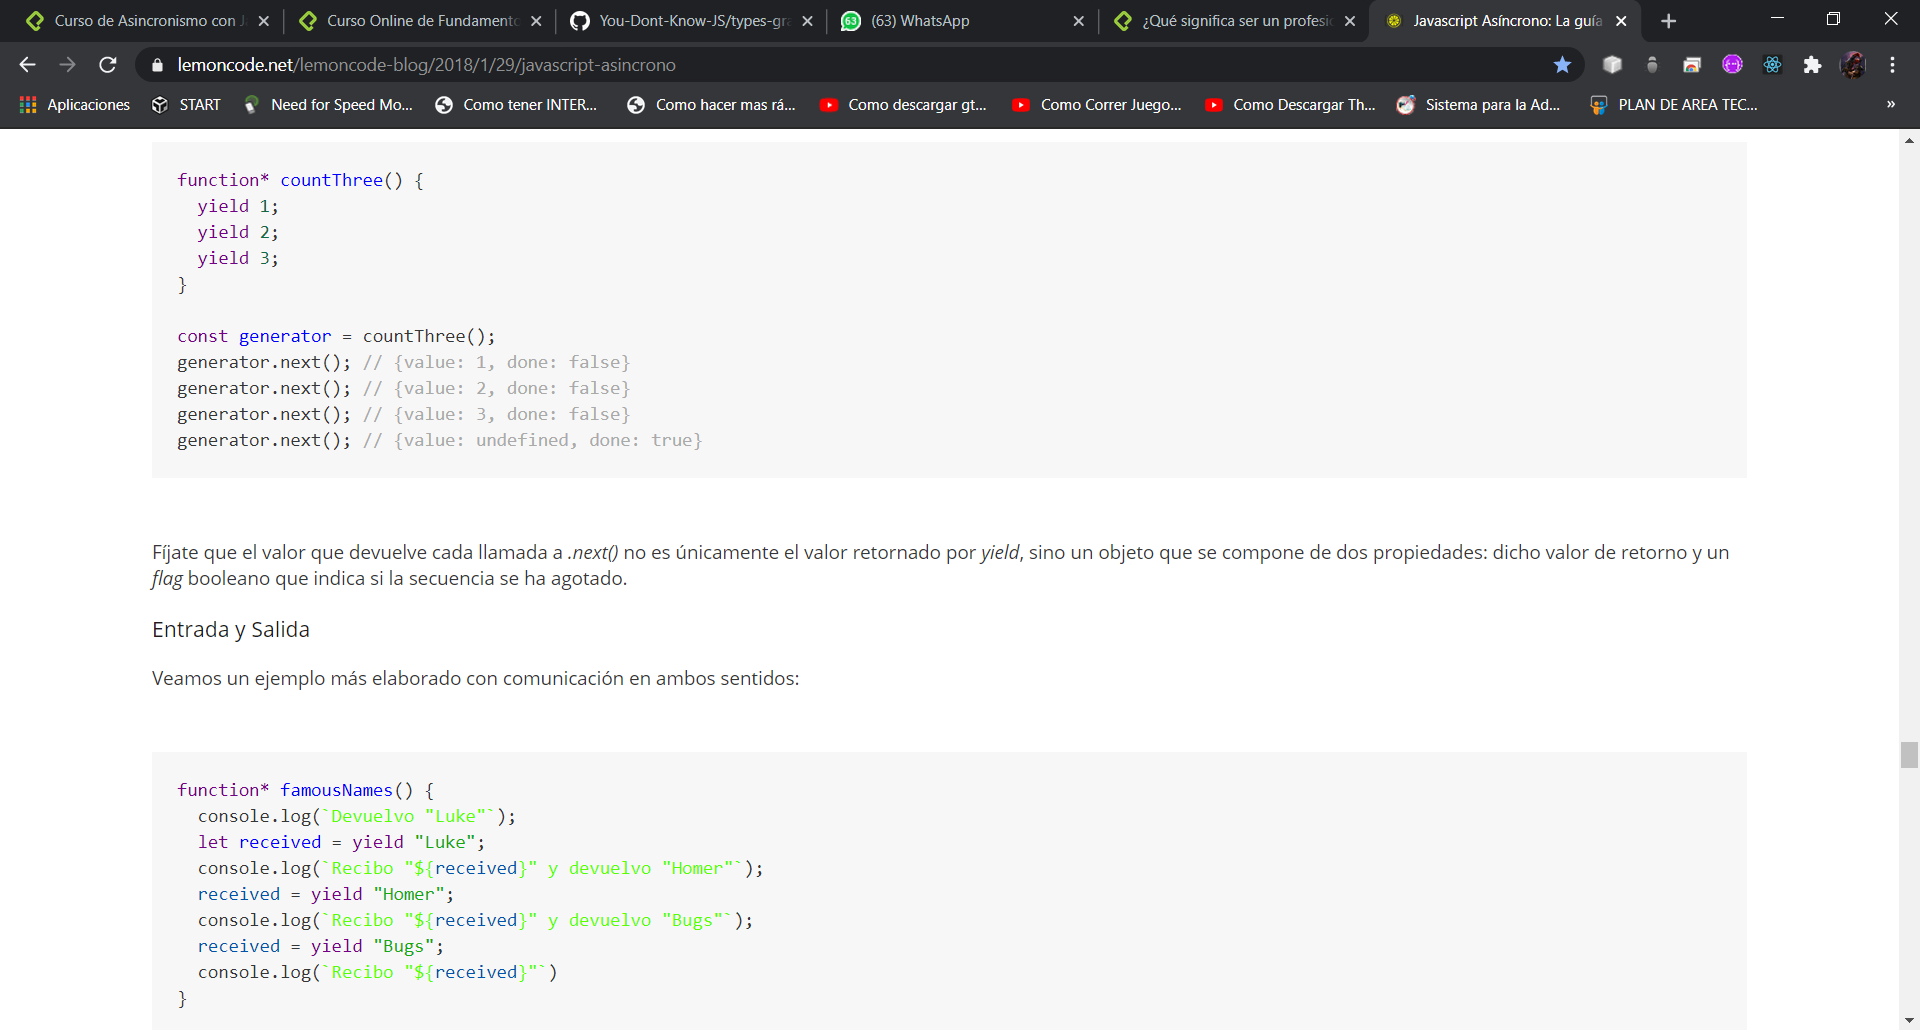 Curso de Asincronismo con J
Curso Online de Fundamento
You-Dont-Know-JS/types-gra
63
(63) WhatsApp
¿Qué significa ser un profesio
Javascript Asíncrono: La guía
lemoncode.net/lemoncode-blog/2018/1/29/javascript-asincrono
Aplicaciones
START
Need for Speed Mo...
Como tener INTER...
Como hacer mas rá...
Como descargar gt...
Como Correr Juego...
Como Descargar Th...
Sistema para la Ad...
PLAN DE AREA TEC...
»
function* countThree() {
  yield 1;
  yield 2;
  yield 3;
}
const generator = countThree();
generator.next(); // {value: 1, done: false}
generator.next(); // {value: 2, done: false}
generator.next(); // {value: 3, done: false}
generator.next(); // {value: undefined, done: true}
Fíjate que el valor que devuelve cada llamada a .next() no es únicamente el valor retornado por yield, sino un objeto que se compone de dos propiedades: dicho valor de retorno y un
flag booleano que indica si la secuencia se ha agotado.
Entrada y Salida
Veamos un ejemplo más elaborado con comunicación en ambos sentidos:
function* famousNames() {
  console.log(`Devuelvo "Luke"`);
  let received = yield "Luke";
  console.log(`Recibo "${received}" y devuelvo "Homer"`);
  received = yield "Homer";
  console.log(`Recibo "${received}" y devuelvo "Bugs"`);
  received = yield "Bugs";
  console.log(`Recibo "${received}"`)
}